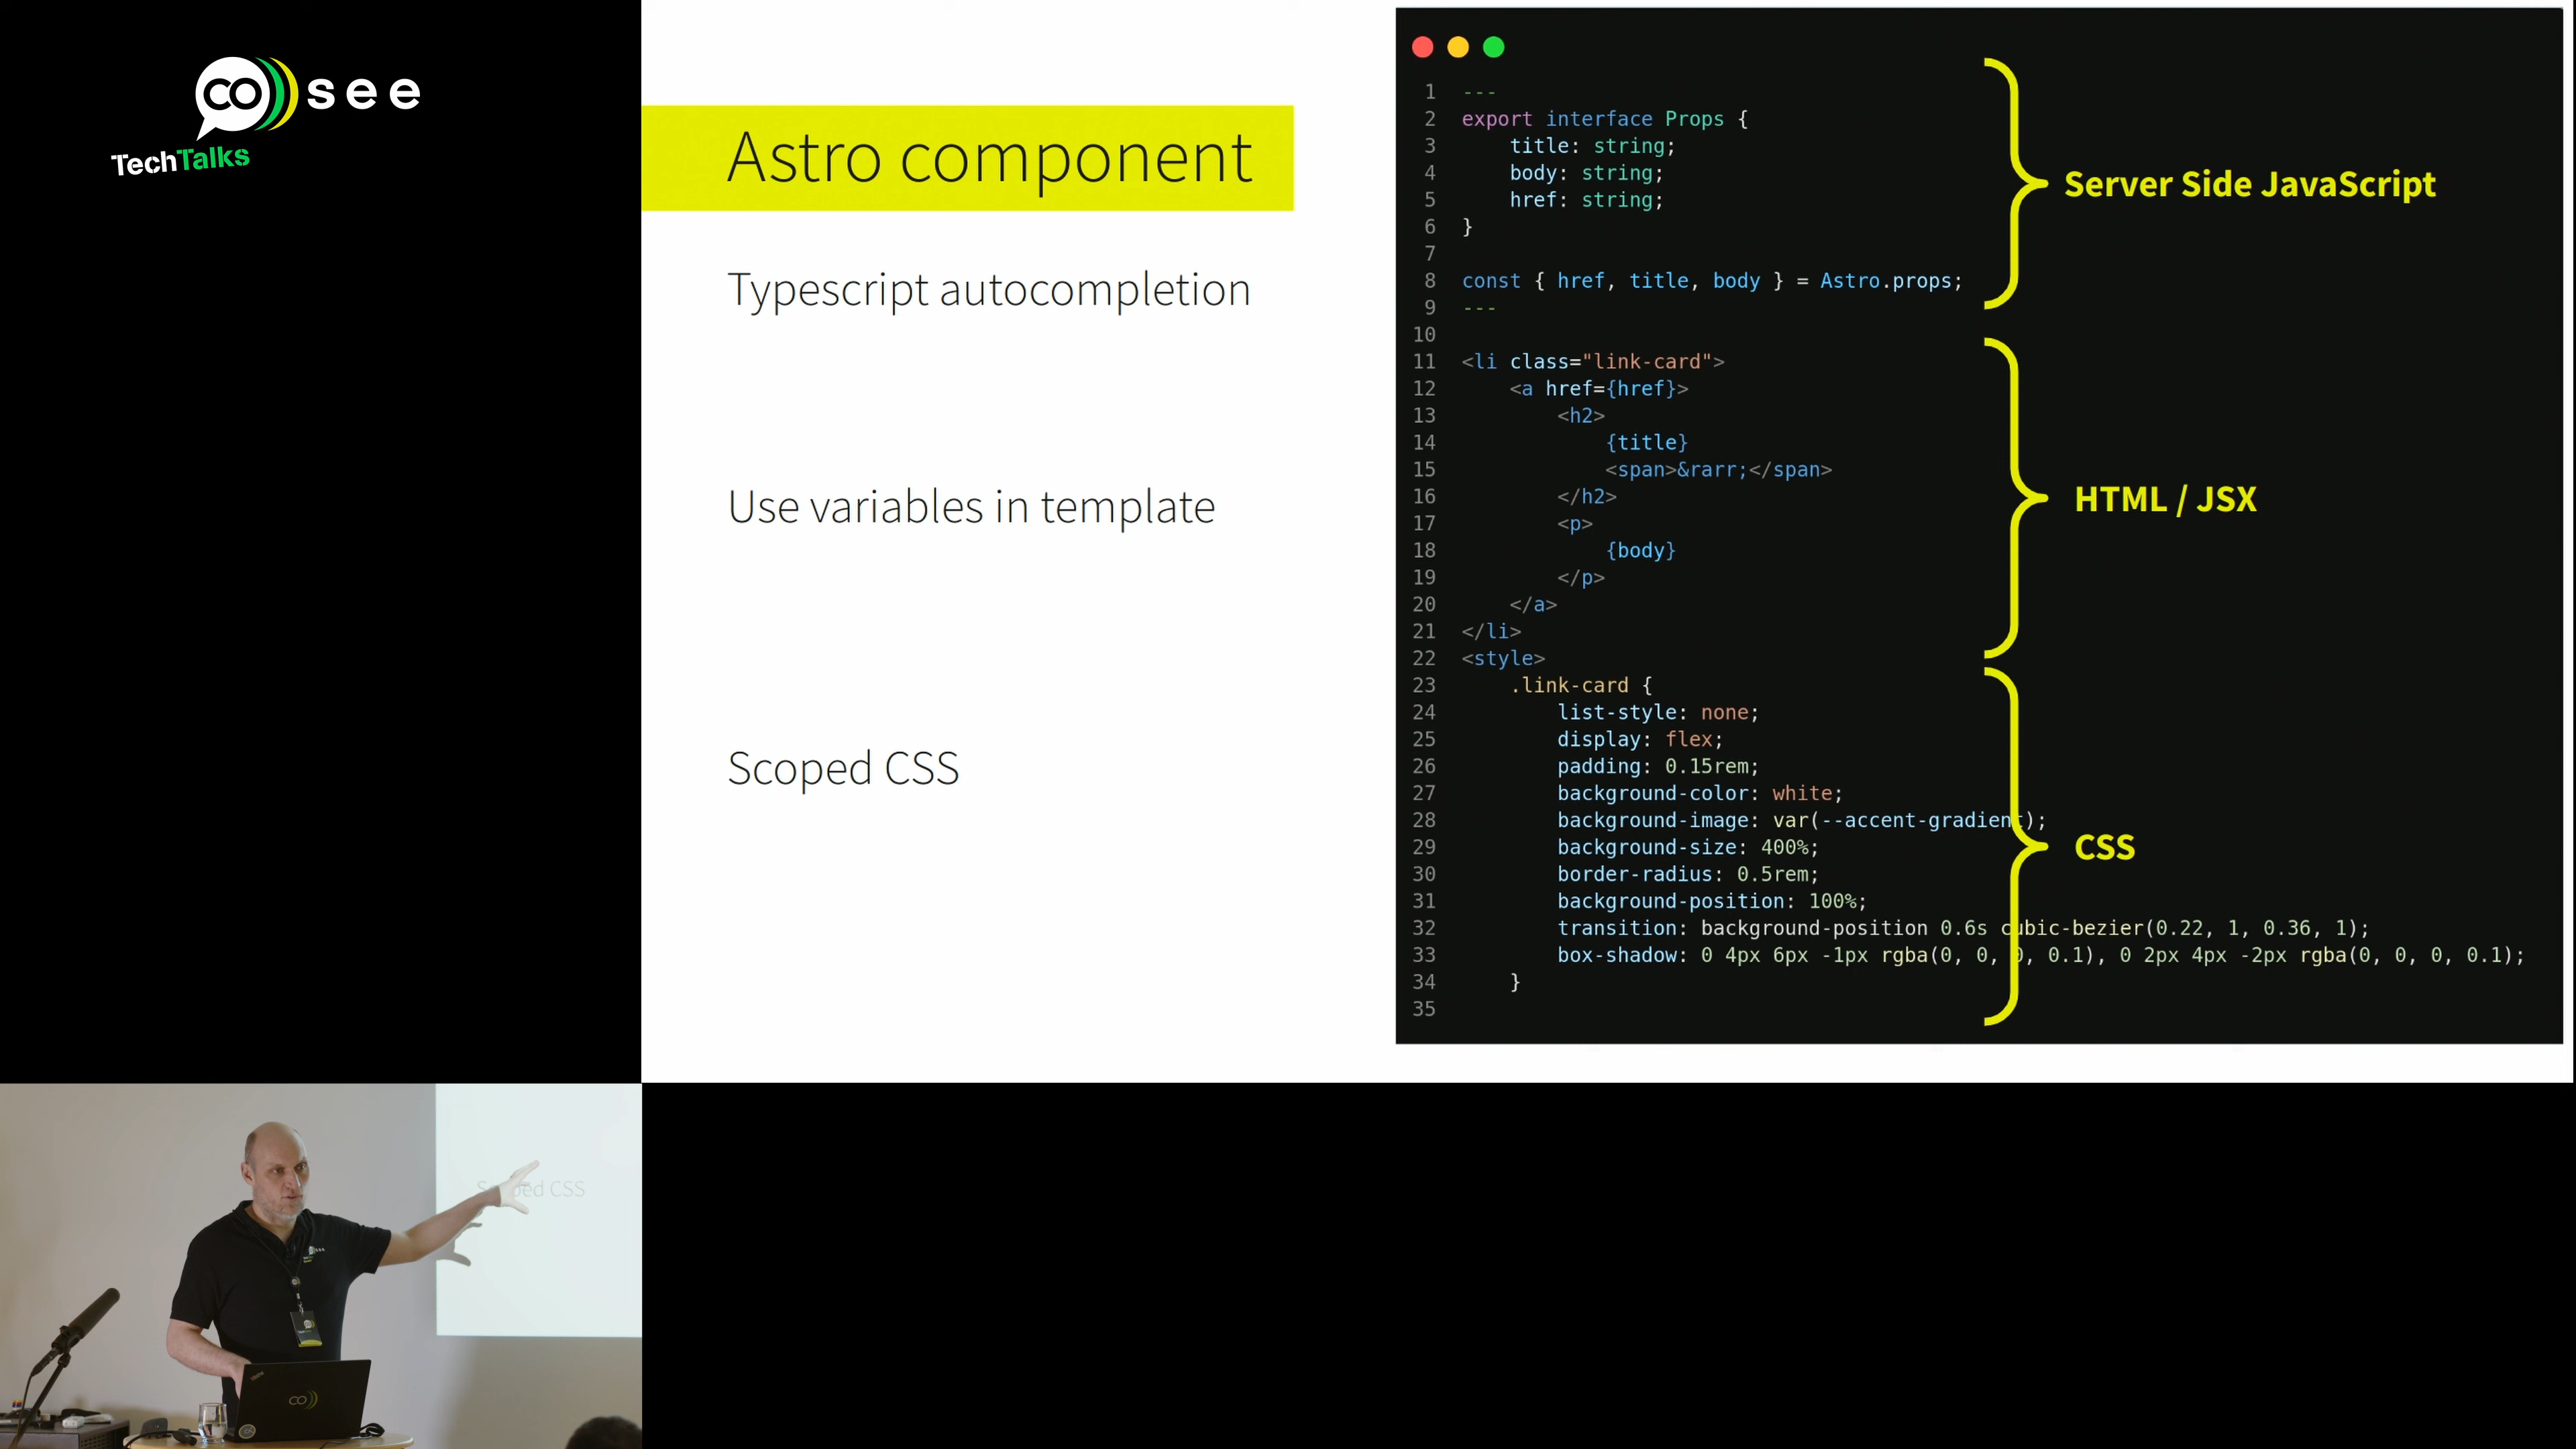 co see
TechTalks
Astro component
Typescript autocompletion
Use variables in template
Scoped CSS
1 ---
2 export interface Props {
3     title: string;
4     body: string;
5     href: string;
6 }
7
8 const { href, title, body } = Astro.props;
9 ---
10
11 <li class="link-card">
12     <a href={href}>
13         <h2>
14             {title}
15             <span>&rarr;</span>
16         </h2>
17         <p>
18             {body}
19         </p>
20     </a>
21 </li>
22 <style>
23     .link-card {
24         list-style: none;
25         display: flex;
26         padding: 0.15rem;
27         background-color: white;
28         background-image: var(--accent-gradient);
29         background-size: 400%;
30         border-radius: 0.5rem;
31         background-position: 100%;
32         transition: background-position 0.6s cubic-bezier(0.22, 1, 0.36, 1);
33         box-shadow: 0 4px 6px -1px rgba(0, 0, 0, 0.1), 0 2px 4px -2px rgba(0, 0, 0, 0.1);
34     }
35
Server Side JavaScript
HTML / JSX
CSS
Scoped CSS
co